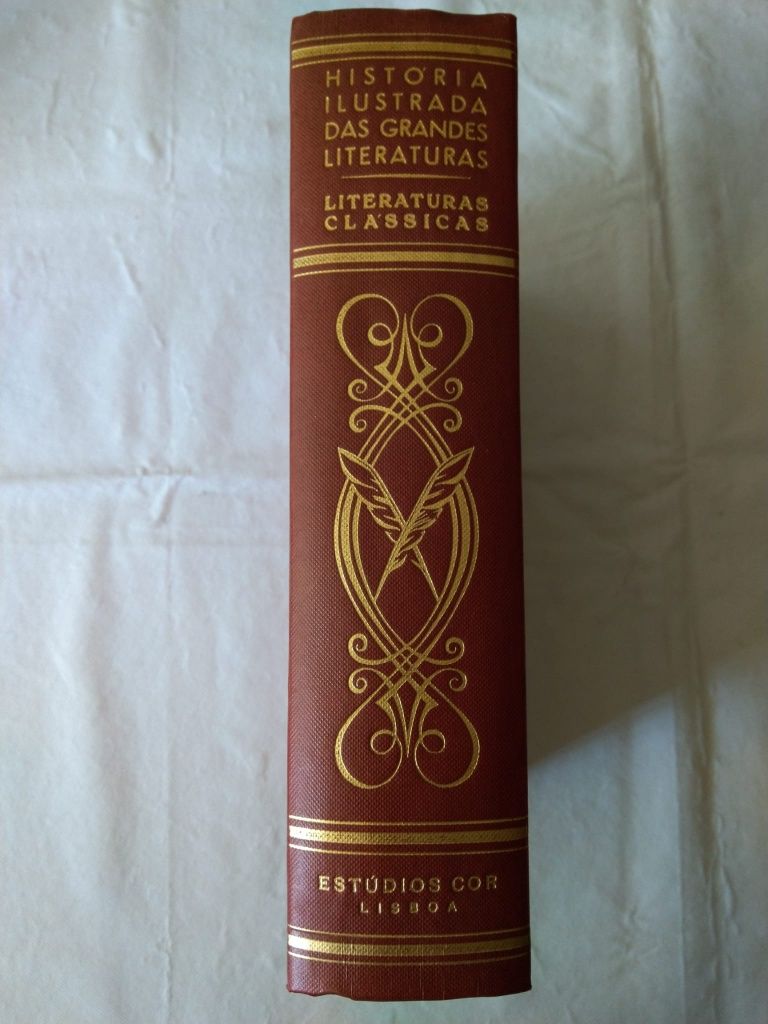 HISTÓRIA
ILUSTRADA
DAS GRANDES
LITERATURAS
LITERATURAS
CLÁSSICAS
ESTÚDIOS COR
LISBOA